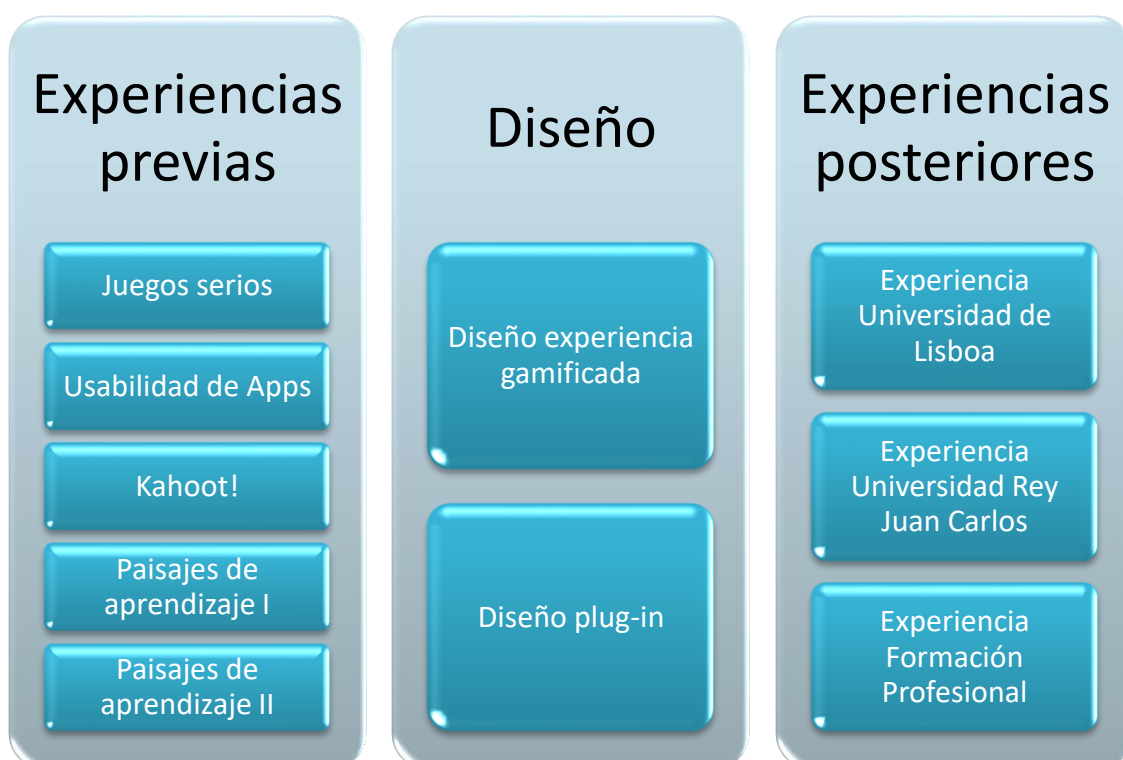 Experiencias
previas
Juegos serios
Usabilidad de Apps
Kahoot!
Paisajes de
aprendizaje I
Paisajes de
aprendizaje II
Diseño
Diseño experiencia
gamificada
Diseño plug-in
Experiencias
posteriores
Experiencia
Universidad de
Lisboa
Experiencia
Universidad Rey
Juan Carlos
Experiencia
Formación
Profesional